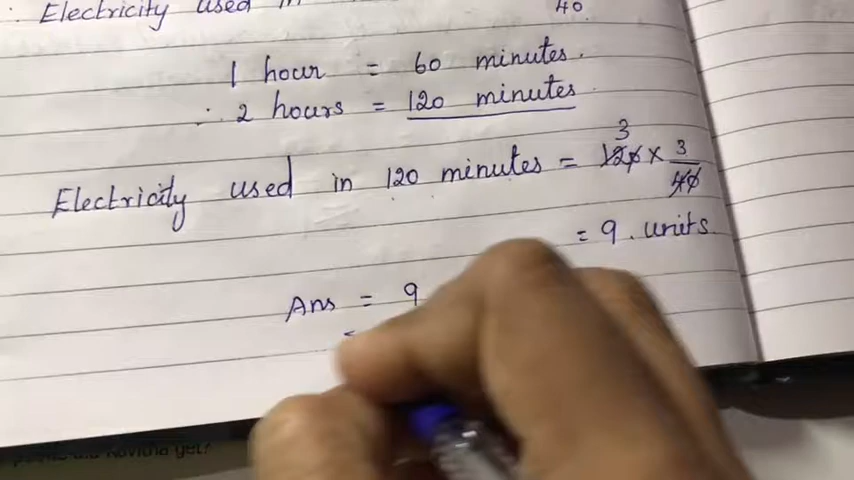 ∴ Electricity used in
40
1 hour = 60 minutes.
∴ 2 hours = 120 minutes
3
Electricity used in 120 minutes = 120 × 3/40
= 9 units
Ans = 9